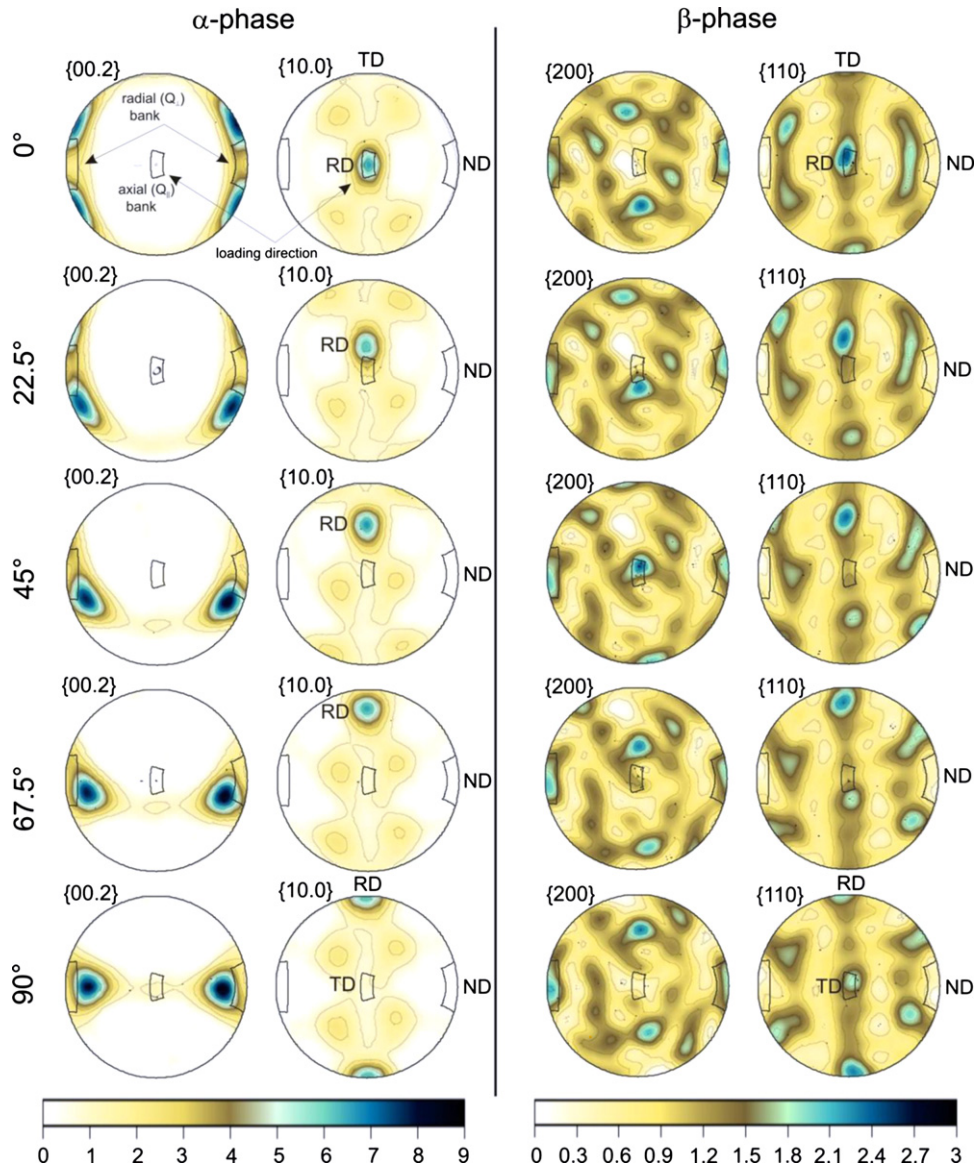 α-phase
β-phase
0°
{00.2}
{10.0}
TD
{200}
{110}
TD
radial (Q⊥)
bank
axial (Q||)
bank
RD
ND
RD
ND
loading direction
22.5°
{00.2}
{10.0}
{200}
{110}
RD
ND
RD
ND
45°
{00.2}
{10.0}
{200}
{110}
RD
ND
RD
ND
67.5°
{00.2}
{10.0}
{200}
{110}
RD
ND
RD
ND
90°
{00.2}
{10.0}
RD
{200}
{110}
RD
TD
ND
TD
ND
0 1 2 3 4 5 6 7 8 9
0 0.3 0.6 0.9 1.2 1.5 1.8 2.1 2.4 2.7 3